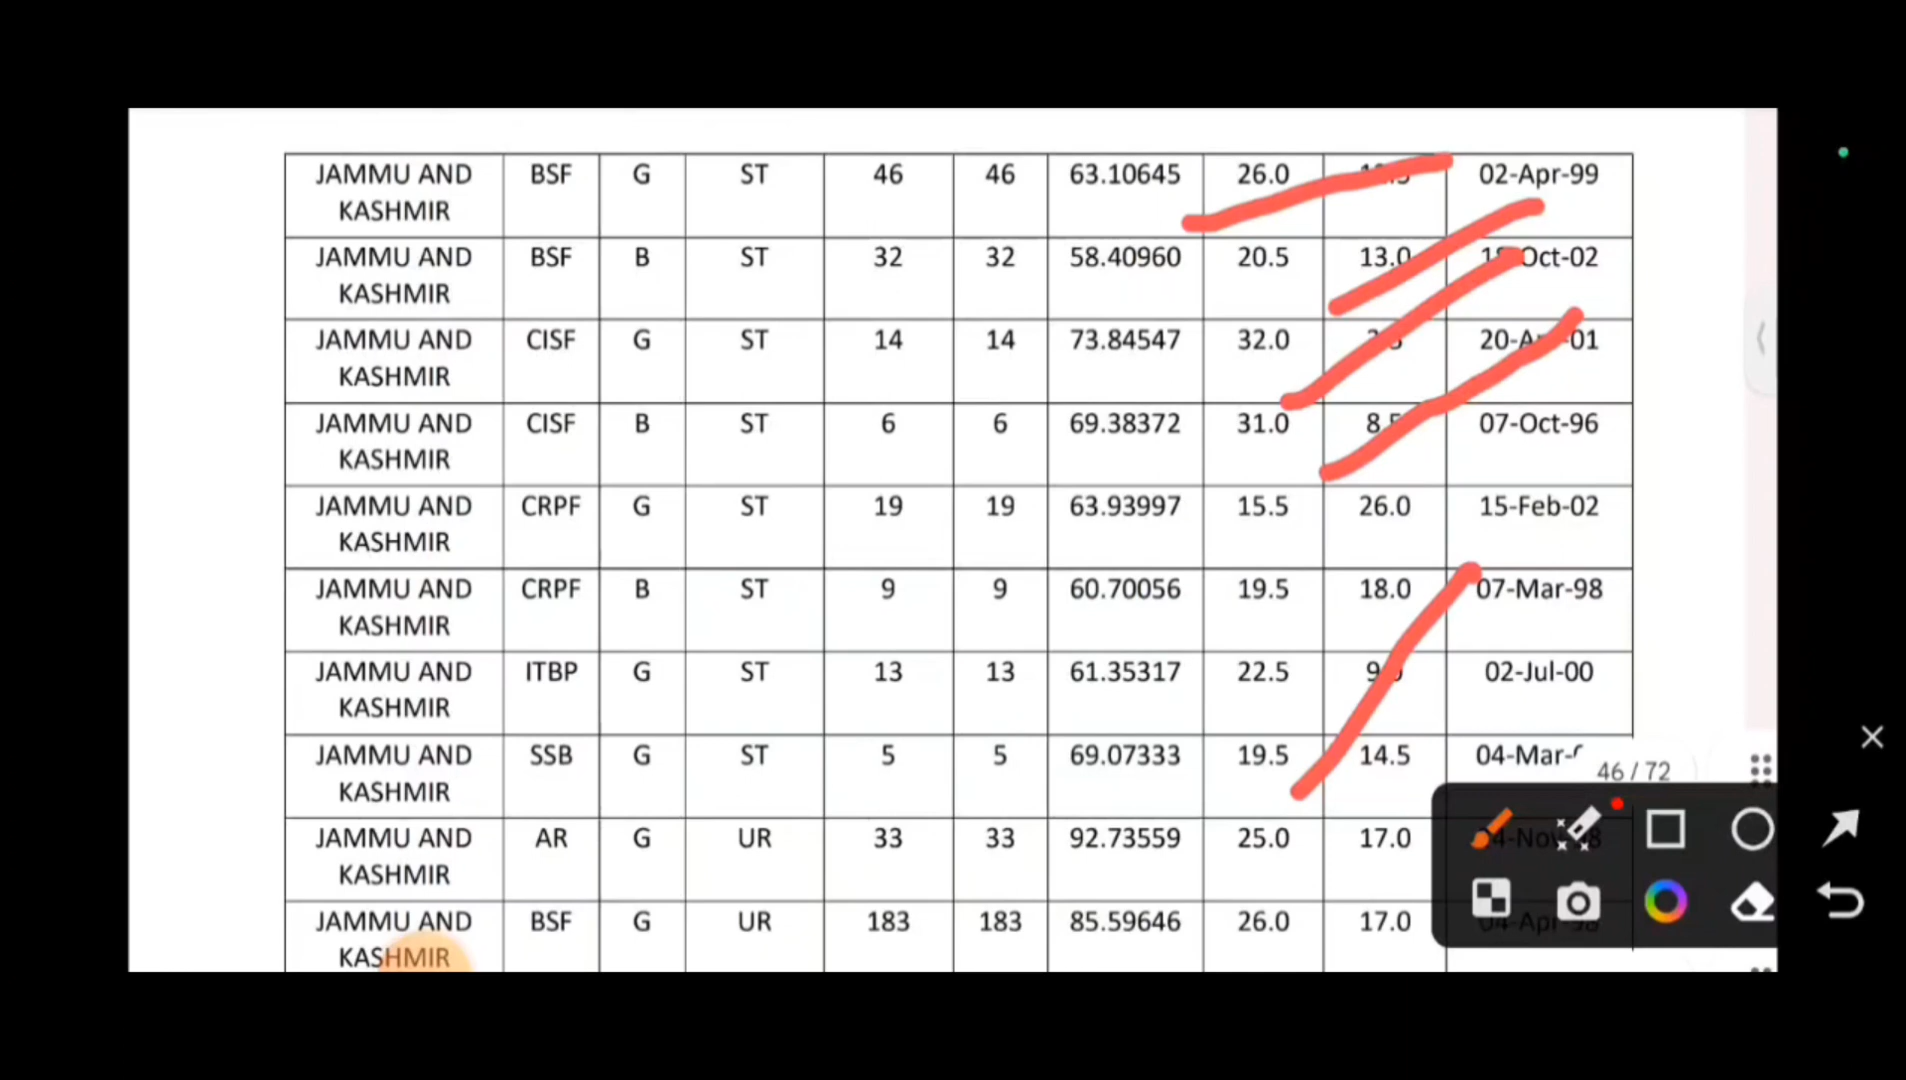 JAMMU AND KASHMIR BSF G ST 46 46 63.10645 26.0 02-Apr-99
JAMMU AND KASHMIR BSF B ST 32 32 58.40960 20.5 13.0 Oct-02
JAMMU AND KASHMIR CISF G ST 14 14 73.84547 32.0 20- 01
JAMMU AND KASHMIR CISF B ST 6 6 69.38372 31.0 07-Oct-96
JAMMU AND KASHMIR CRPF G ST 19 19 63.93997 15.5 26.0 15-Feb-02
JAMMU AND KASHMIR CRPF B ST 9 9 60.70056 19.5 18.0 07-Mar-98
JAMMU AND KASHMIR ITBP G ST 13 13 61.35317 22.5 02-Jul-00
JAMMU AND KASHMIR SSB G ST 5 5 69.07333 19.5 14.5 04-Mar-
46 / 72
JAMMU AND KASHMIR AR G UR 33 33 92.73559 25.0 17.0
JAMMU AND KASHMIR BSF G UR 183 183 85.59646 26.0 17.0